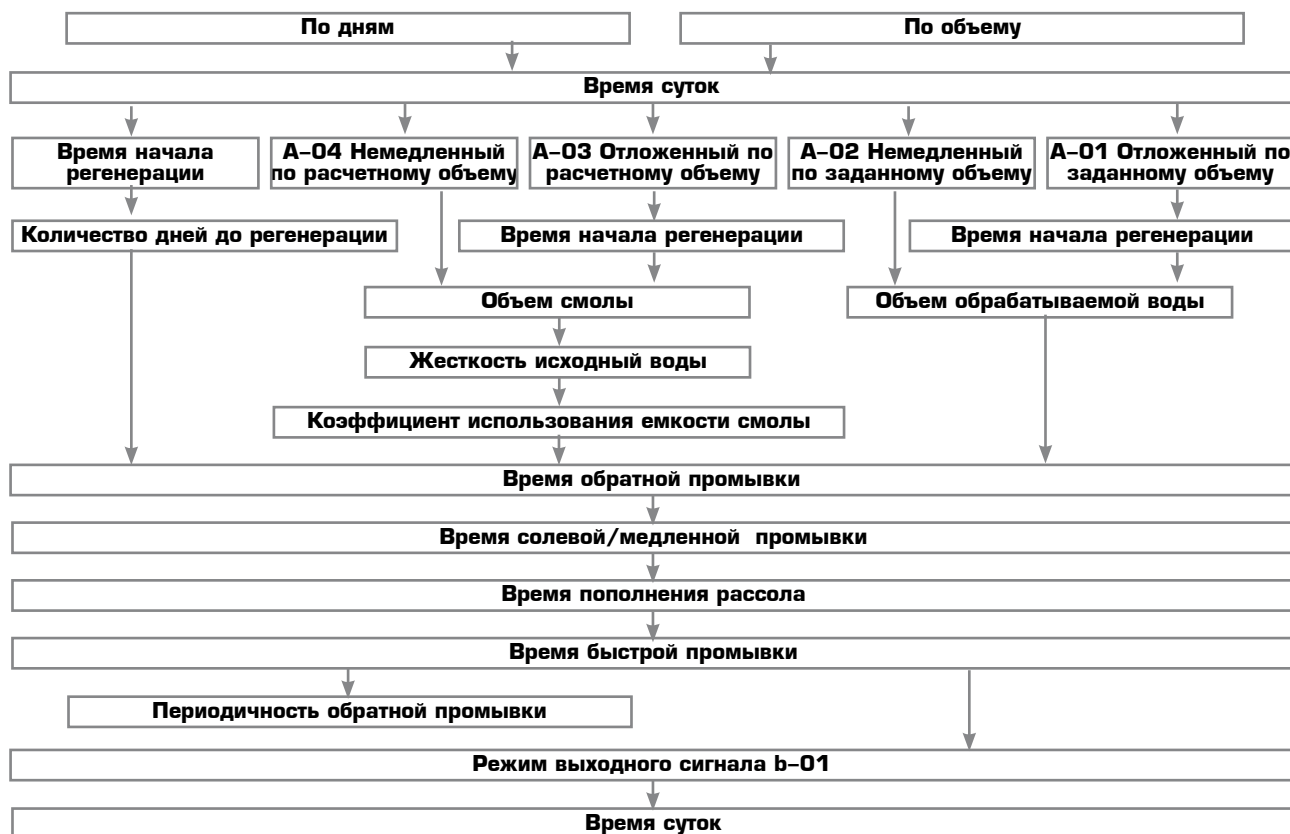 По дням
По объему
Время суток
Время начала
регенерации
А-04 Немедленный
по расчетному объему
А-03 Отложенный по
расчетному объему
А-02 Немедленный
по заданному объему
А-01 Отложенный по
заданному объему
Количество дней до регенерации
Время начала регенерации
Время начала регенерации
Объем смолы
Объем обрабатываемой воды
Жесткость исходный воды
Коэффициент использования емкости смолы
Время обратной промывки
Время солевой/медленной промывки
Время пополнения рассола
Время быстрой промывки
Периодичность обратной промывки
Режим выходного сигнала b-01
Время суток